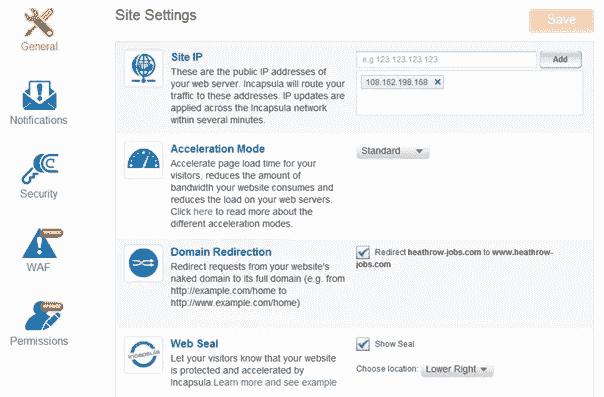 Site Settings
Save
General
Notifications
Security
WAF
Permissions
Site IP
These are the public IP addresses of
your web server. Incapsula will route your
traffic to these addresses. IP updates are
applied across the Incapsula network
within several minutes.
e.g 123.123.123.123
Add
108.162.198.168 x
Acceleration Mode
Accelerate page load time for your
visitors, reduces the amount of
bandwidth your website consumes and
reduces the load on your web servers.
Click here to read more about the
different acceleration modes.
Standard
Domain Redirection
Redirect requests from your website's
naked domain to its full domain (e.g. from
http://example.com/home to
http://www.example.com/home)
Redirect heathrow-jobs.com to www.heathrow-
jobs.com
Web Seal
Let your visitors know that your website
is protected and accelerated by
Incapsula.Learn more and see example
incapsula
Show Seal
Choose location: Lower Right